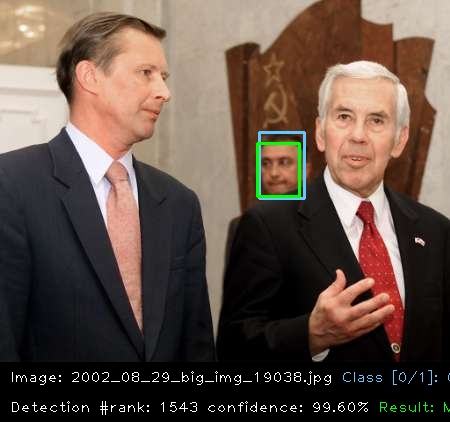 Image: 2002_08_29_big_img_19038.jpg Class [0/1]:
Detection #rank: 1543 confidence: 99.60% Result: